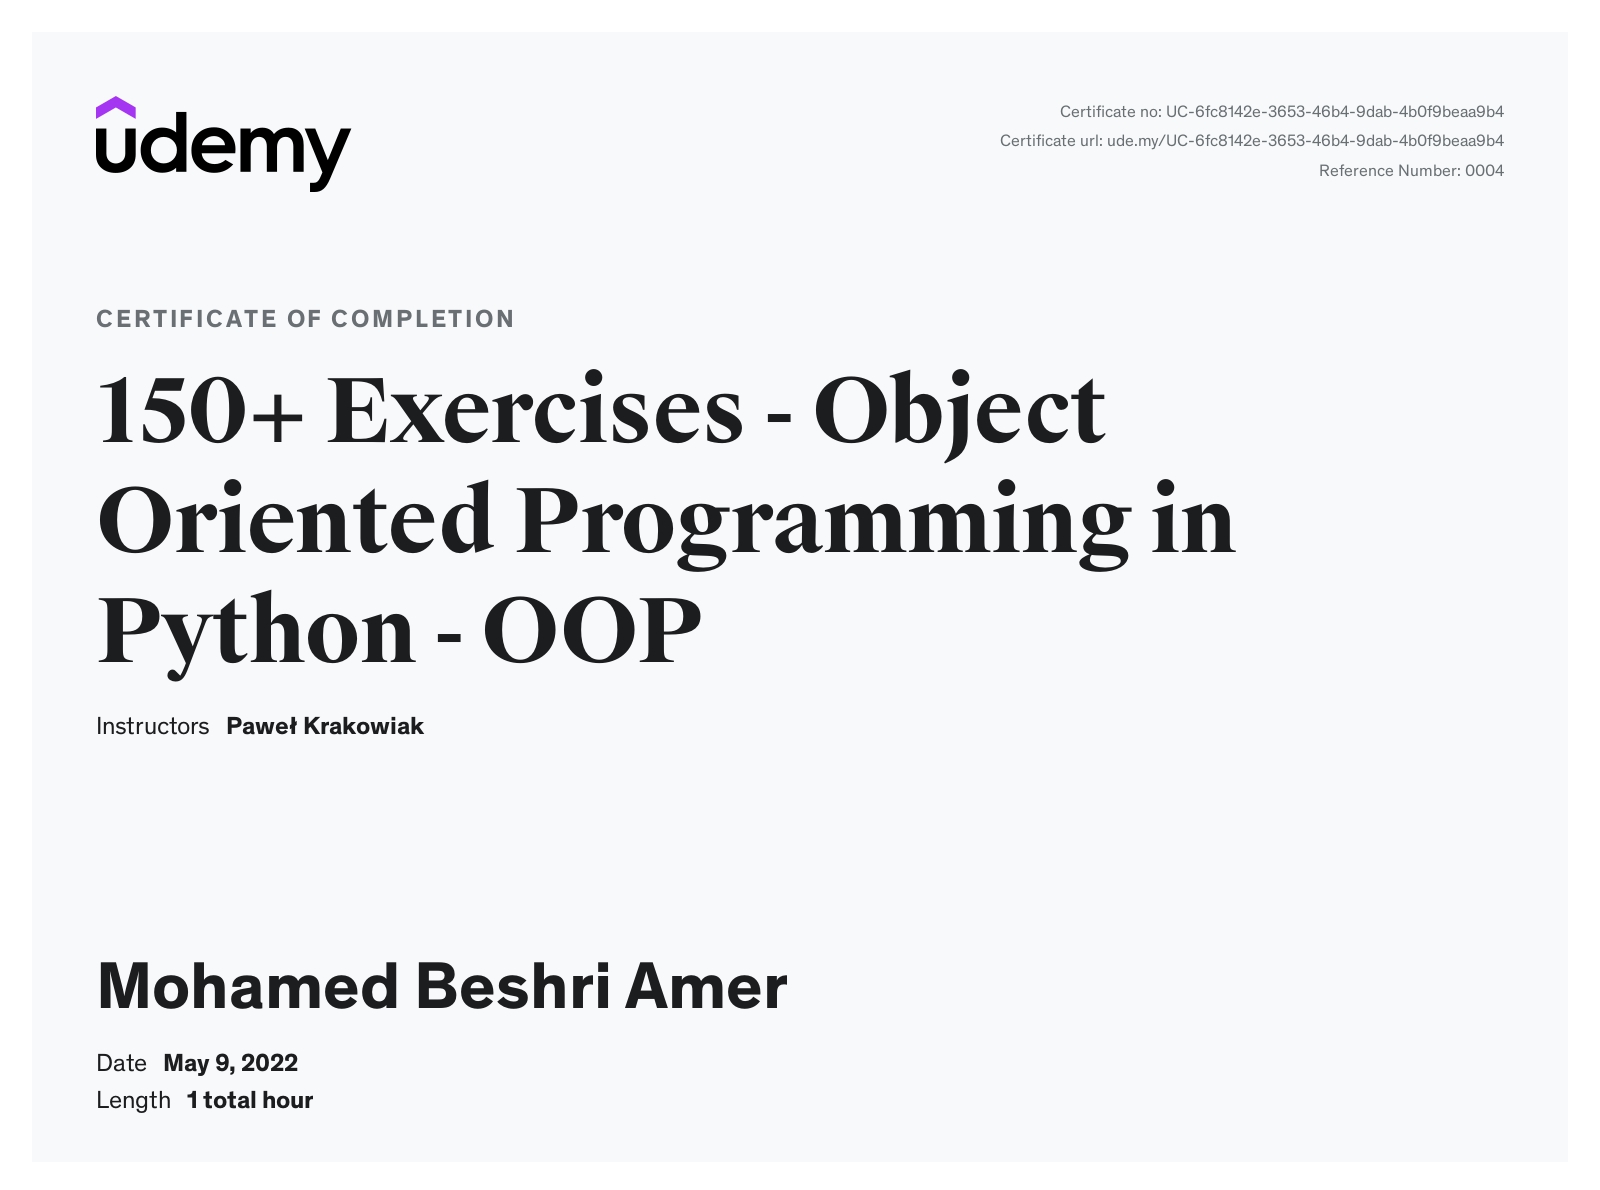 udemy
Certificate no: UC-6fc8142e-3653-46b4-9dab-4b0f9beaa9b4
Certificate url: ude.my/UC-6fc8142e-3653-46b4-9dab-4b0f9beaa9b4
Reference Number: 0004
CERTIFICATE OF COMPLETION
150+ Exercises - Object
Oriented Programming in
Python - OOP
Instructors Paweł Krakowiak
Mohamed Beshri Amer
Date May 9, 2022
Length 1 total hour